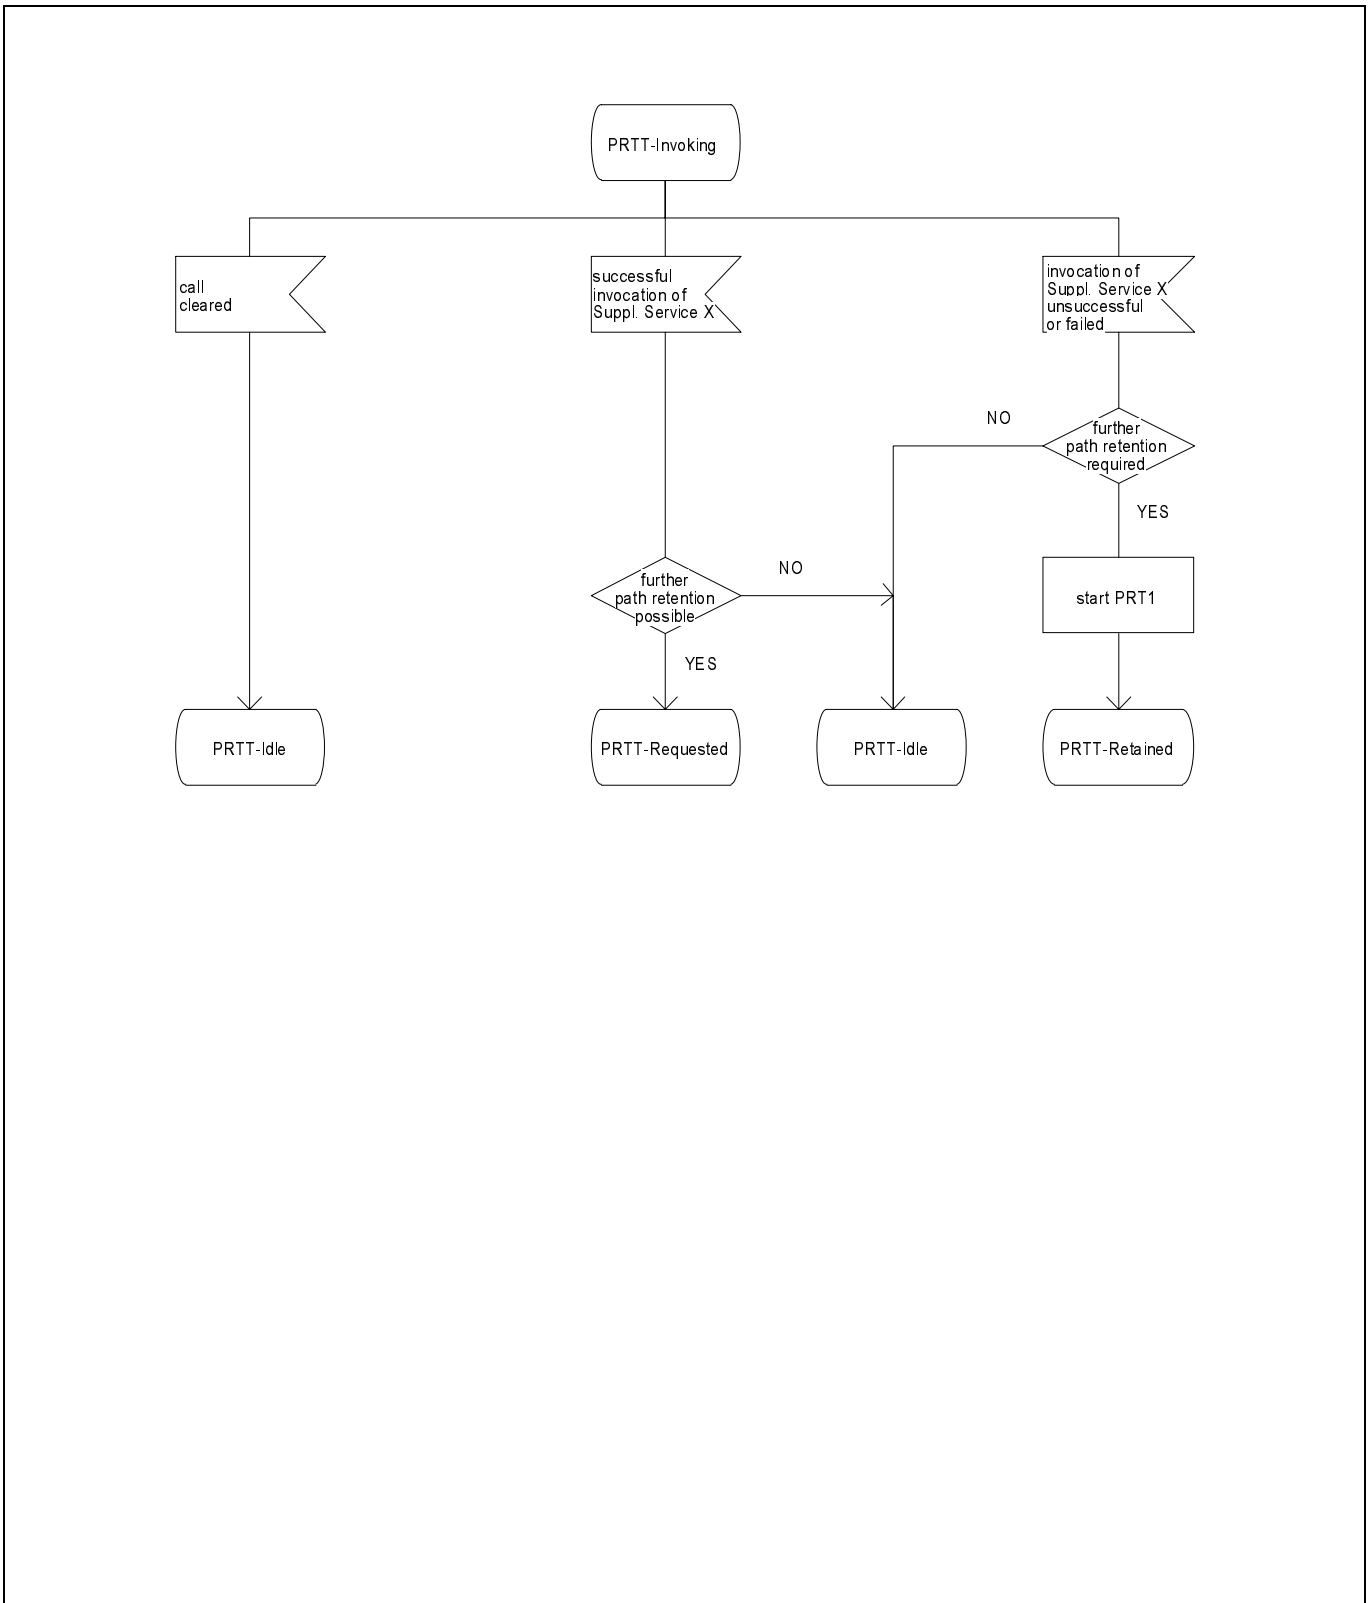 PRTT-Invoking
call
cleared
successful
invocation of
Suppl. Service X
invocation of
Suppl. Service X
unsuccessful
or failed
NO
further
path retention
required
YES
further
path retention
possible
NO
YES
start PRT1
PRTT-Idle
PRTT-Requested
PRTT-Idle
PRTT-Retained